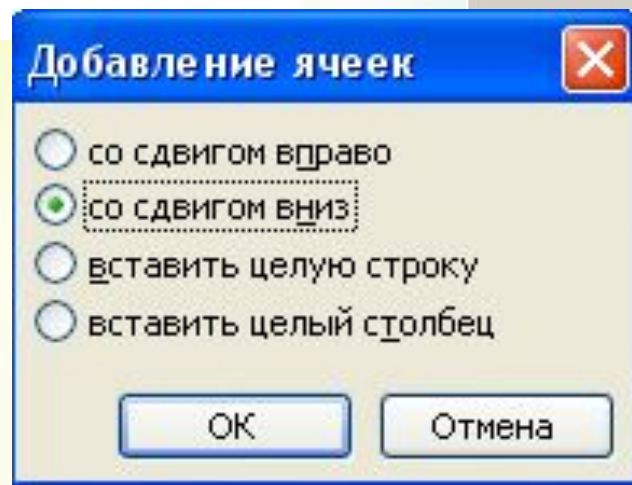 Добавление ячеек
со сдвигом вправо
со сдвигом вниз
вставить целую строку
вставить целый столбец
ОК Отмена